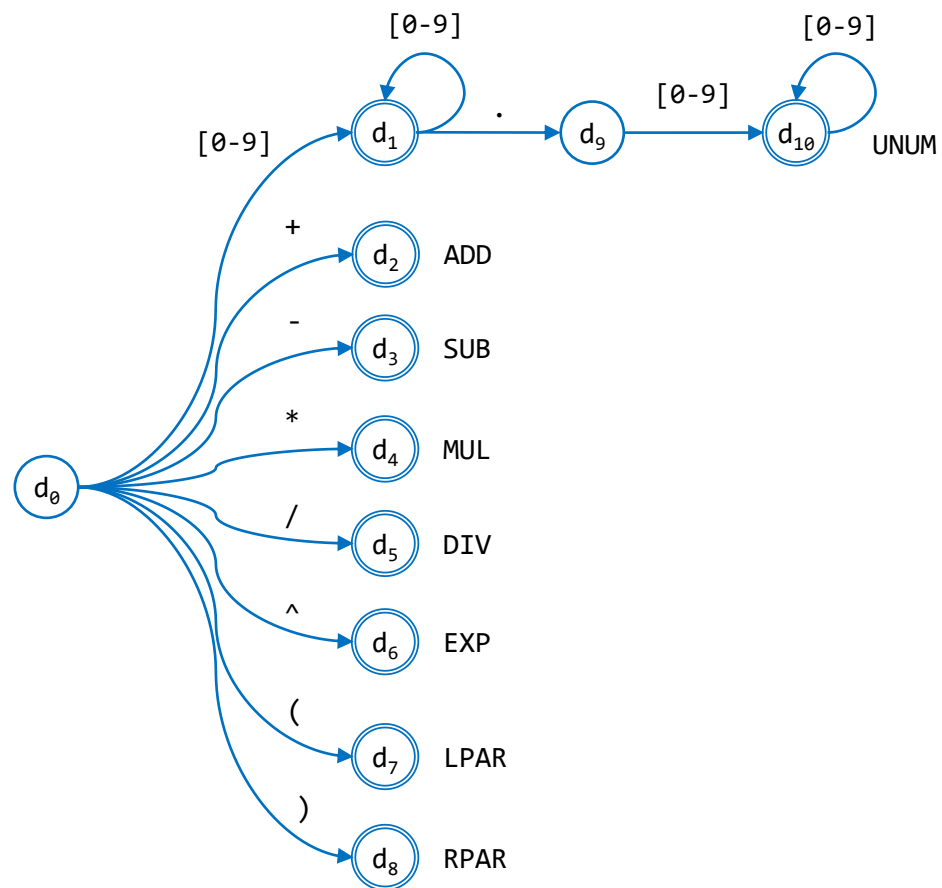 [0-9] [0-9]
[0-9] d1 . d9 [0-9] d10 UNUM
+ d2 ADD
- d3 SUB
* d4 MUL
d0
/ d5 DIV
^ d6 EXP
( d7 LPAR
) d8 RPAR